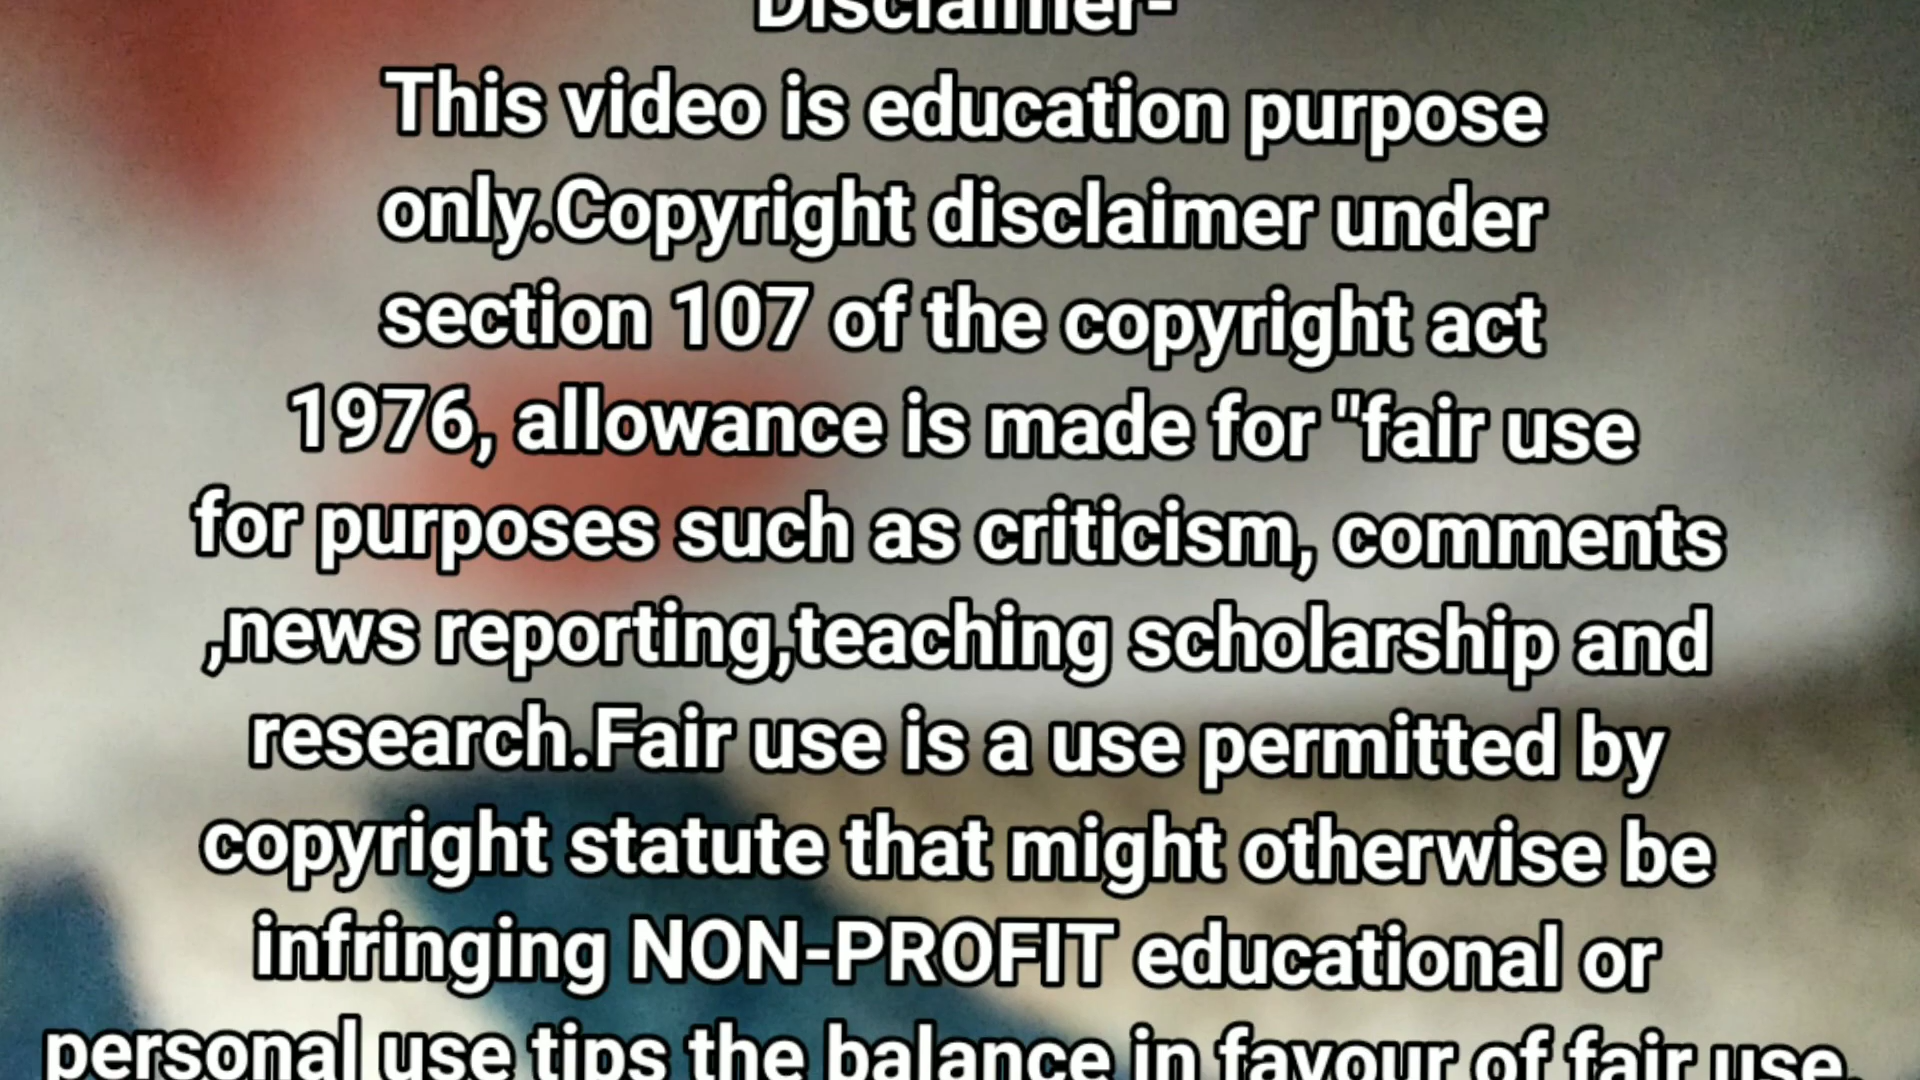 Disclaimer-
This video is education purpose
only.Copyright disclaimer under
section 107 of the copyright act
1976, allowance is made for "fair use
for purposes such as criticism, comments
,news reporting,teaching scholarship and
research.Fair use is a use permitted by
copyright statute that might otherwise be
infringing NON-PROFIT educational or
personal use tips the balance in favour of fair use.